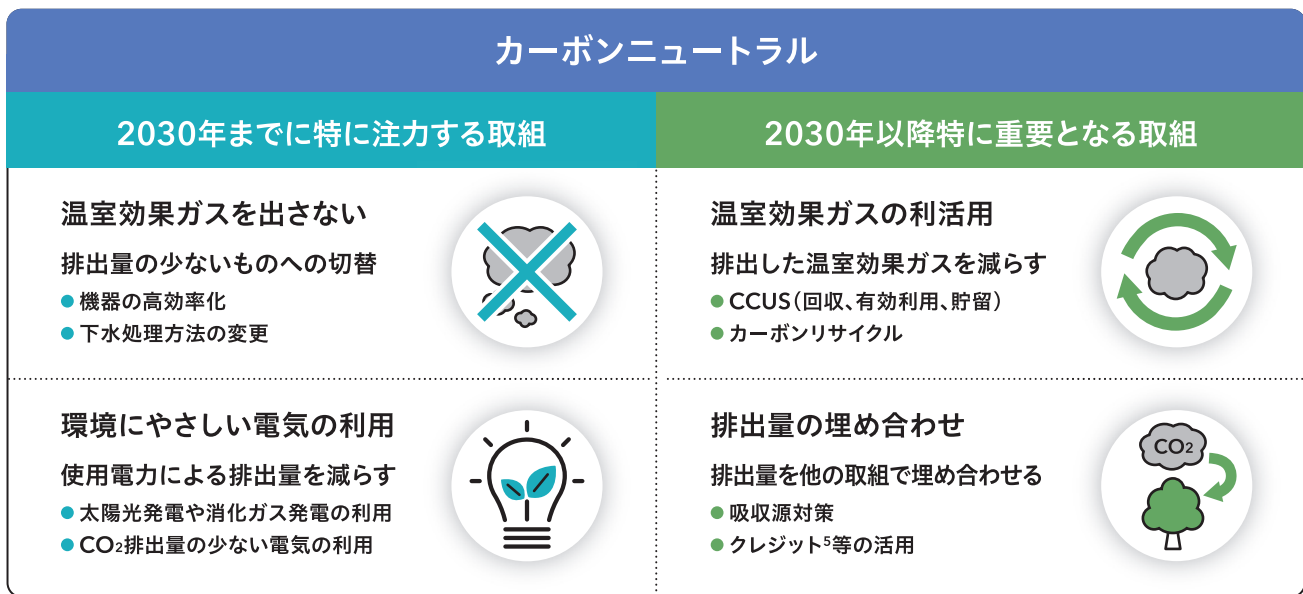 カーボンニュートラル
2030年までに特に注力する取組
温室効果ガスを出さない
排出量の少ないものへの切替
● 機器の高効率化
● 下水処理方法の変更
環境にやさしい電気の利用
使用電力による排出量を減らす
● 太陽光発電や消化ガス発電の利用
● CO₂排出量の少ない電気の利用
2030年以降特に重要となる取組
温室効果ガスの利活用
排出した温室効果ガスを減らす
● CCUS（回収、有効利用、貯留）
● カーボンリサイクル
排出量の埋め合わせ
排出量を他の取組で埋め合わせる
● 吸収源対策
● クレジット⁵等の活用
CO₂